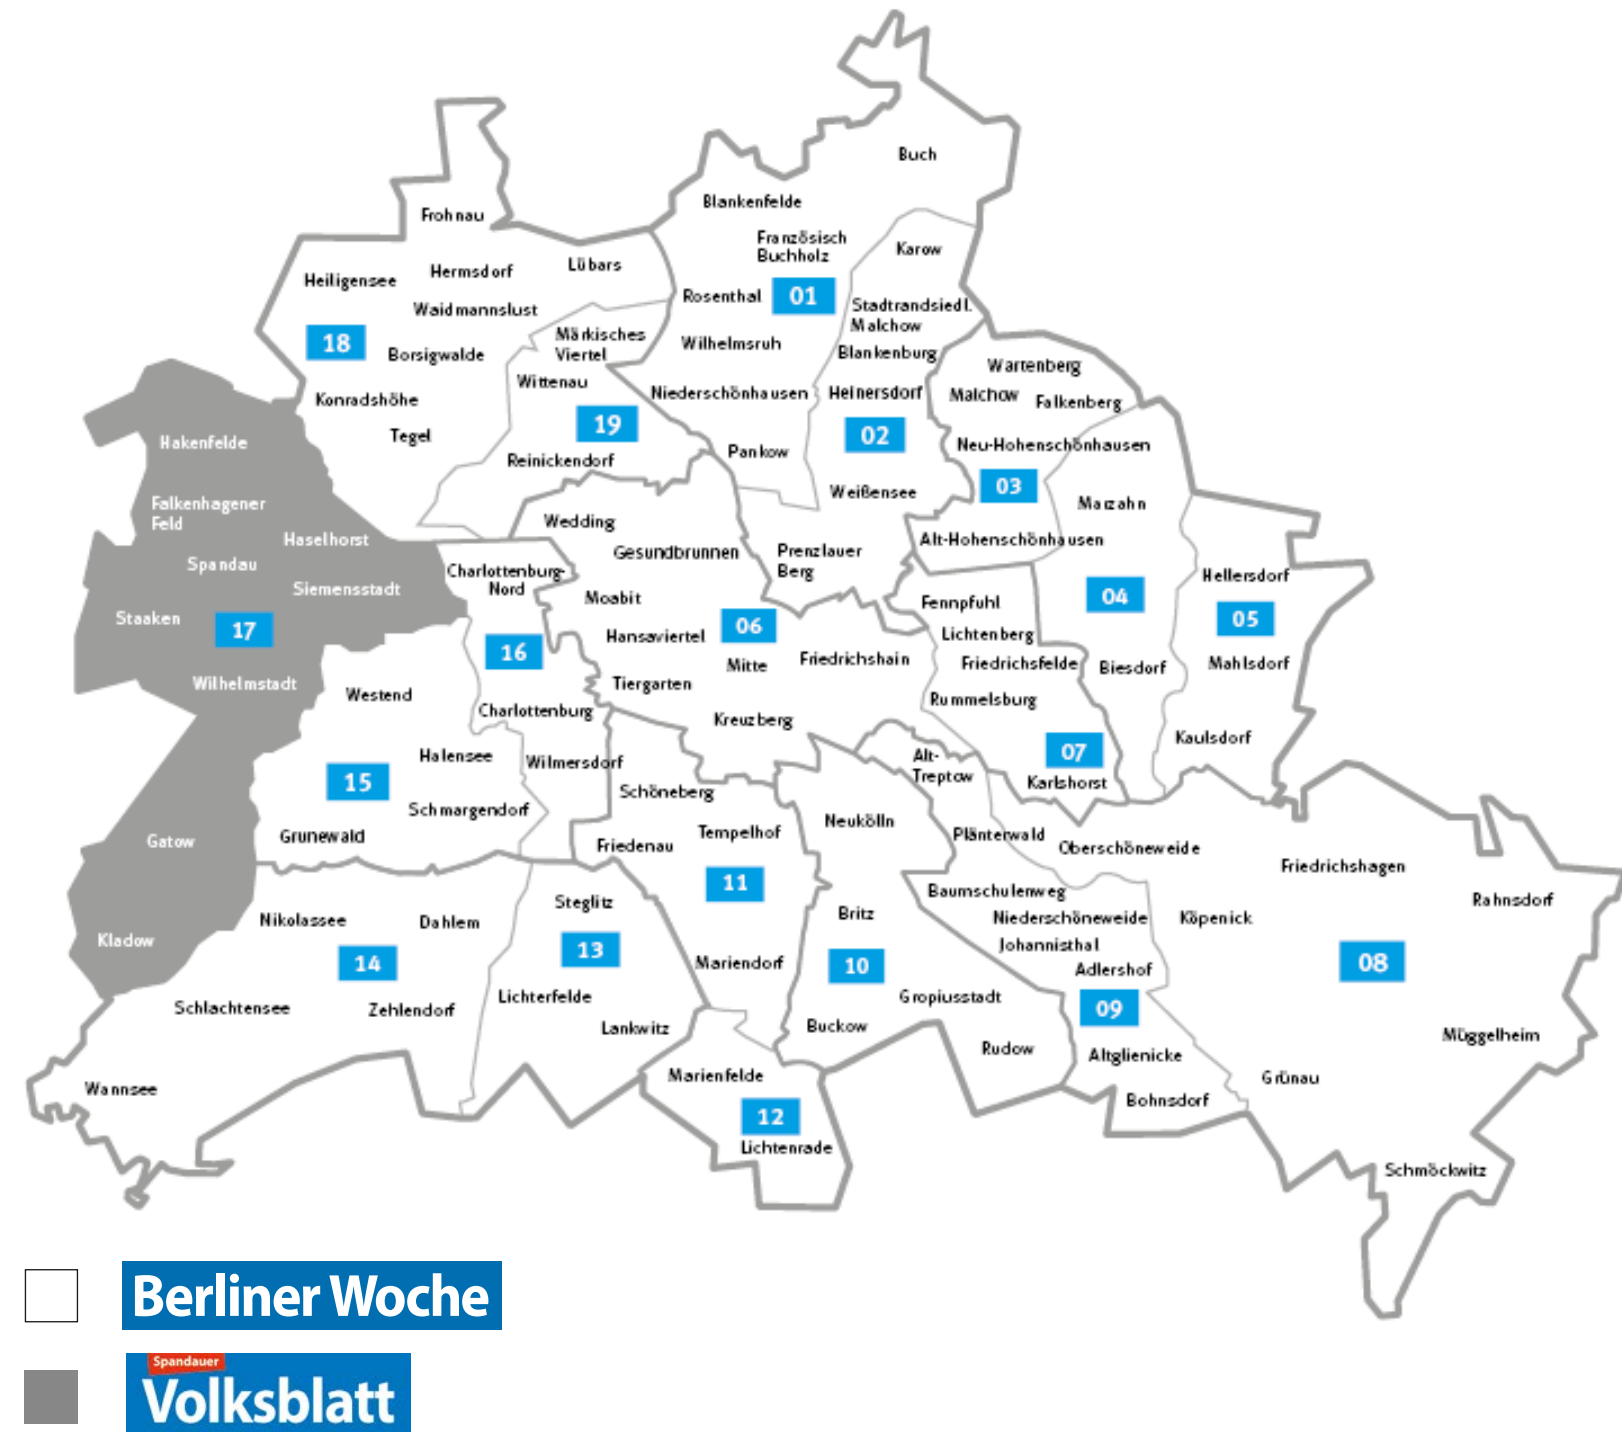 Buch
Blankenfelde
Frohnau
Französisch
Buchholz
Karow
Lübars
Hermsdorf
Heiligensee
Rosenthal
01
Stadtrandsiedl.
Malchow
Waidmannslust
Märkisches
Viertel
18
Wilhelmsruh
Borsigwalde
Blankenburg
Wartenberg
Wittenau
Niederschönhausen
Heinersdorf
Malchow
Falkenberg
Konradshöhe
Tegel
19
02
Hakenfelde
Neu-Hohenschönhausen
Reinickendorf
Pankow
03
Weißensee
Marzahn
Falkenhagener
Feld
Wedding
Haselhorst
Gesundbrunnen
Prenzlauer
Berg
Alt-Hohenschönhausen
Spandau
Charlottenburg-
Nord
Siemensstadt
Moabit
Hellersdorf
04
Fennpfuhl
Staaken
17
Hansaviertel
06
05
Lichtenberg
16
Mitte
Friedrichshain
Friedrichsfelde
Biesdorf
Mahlsdorf
Wilhelmstadt
Westend
Tiergarten
Rummelsburg
Charlottenburg
Kreuzberg
Kaulsdorf
07
Halensee
Wilmersdorf
Alt-
Treptow
Karlshorst
15
Schöneberg
Schmargendorf
Neukölln
Tempelhof
Plänterwald
Grunewald
Gatow
Friedenau
Oberschöneweide
Friedrichshagen
11
Baumschulenweg
Rahnsdorf
Steglitz
Britz
Niederschöneweide
Köpenick
Nikolassee
Dahlem
Kladow
Johannisthal
13
14
Mariendorf
10
Adlershof
08
Lichterfelde
Gropiusstadt
09
Schlachtensee
Zehlendorf
Lankwitz
Buckow
Müggelheim
Rudow
Altglienicke
Marienfelde
Grünau
Wannsee
Bohnsdorf
12
Lichtenrade
Schmöckwitz
Berliner Woche
Spandauer
Volksblatt